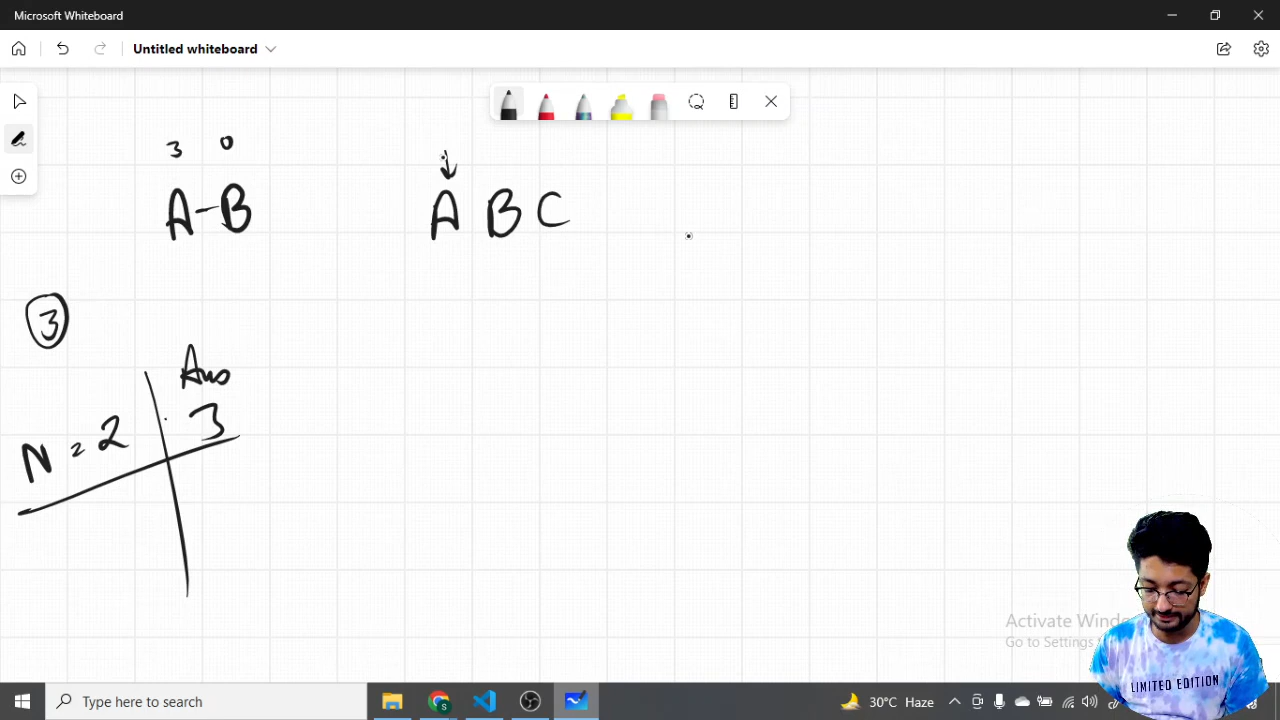 Microsoft Whiteboard
Untitled whiteboard
3 0
A-B
A B C
3
Ans
N = 2 3
Activate Windo
Go to Settings
LIMITED EDITION
Type here to search
S
30°C Haze